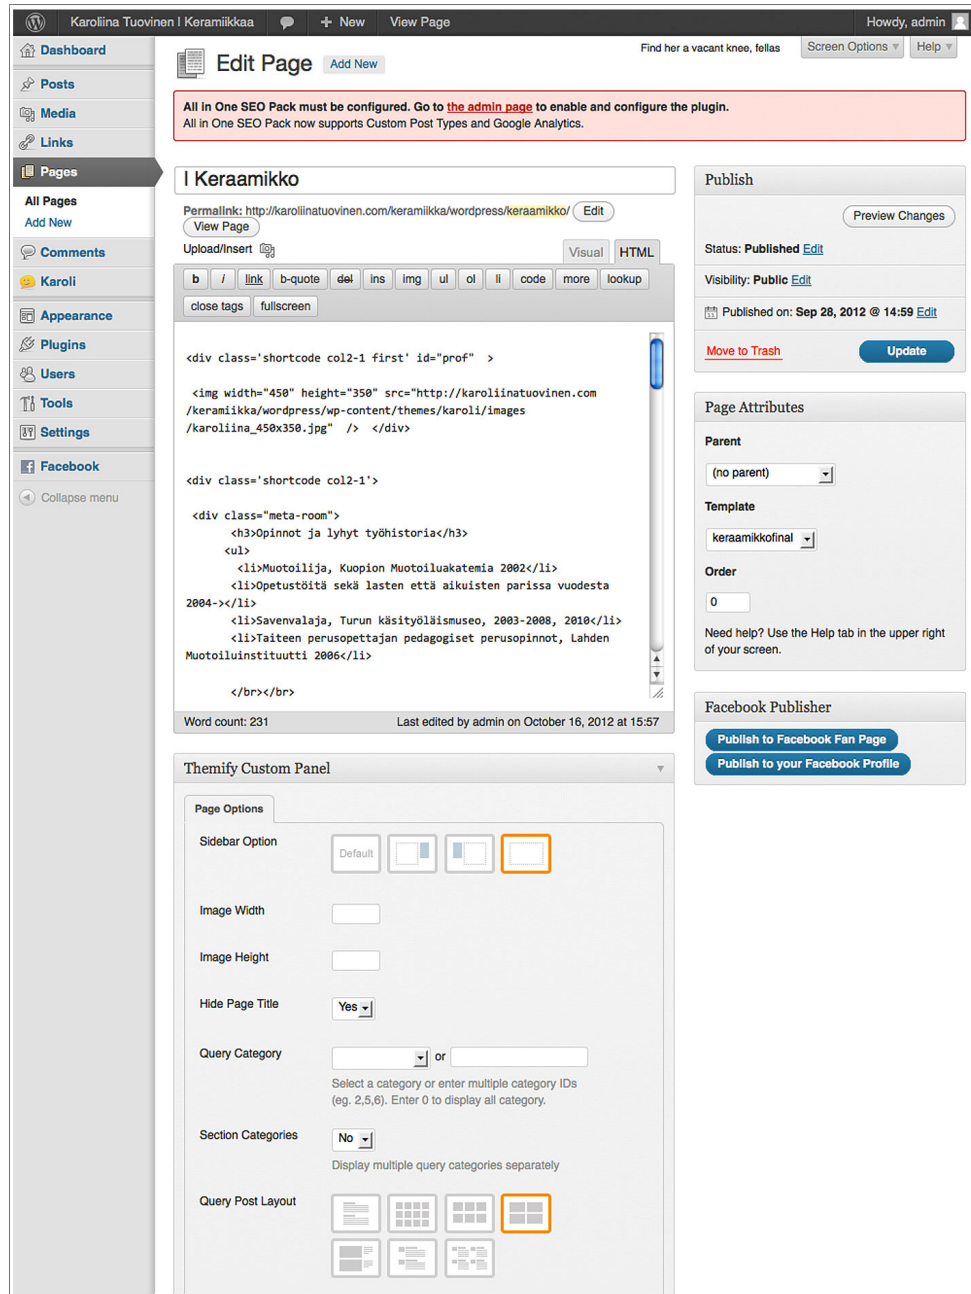 Karoliina Tuovinen | Keramiikkaa + New View Page Howdy, admin
Dashboard
Posts
Media
Links
Pages
All Pages
Add New
Comments
Karoli
Appearance
Plugins
Users
Tools
Settings
Facebook
Collapse menu
Find her a vacant knee, fellas
Screen Options
Help
Edit Page Add New
All in One SEO Pack must be configured. Go to the admin page to enable and configure the plugin.
All in One SEO Pack now supports Custom Post Types and Google Analytics.
| Keraamikko
Permalink: http://karoliinatuovinen.com/keramiikka/wordpress/keraamikko/ Edit
View Page
Upload/Insert
Visual HTML
b i link b-quote del ins img ul ol li code more lookup
close tags fullscreen
<div class='shortcode col2-1 first' id="prof" >
<img width="450" height="350" src="http://karoliinatuovinen.com
/keramiikka/wordpress/wp-content/themes/karoli/images
/karoliina_450x350.jpg" /> </div>
<div class='shortcode col2-1'>
<div class="meta-room">
<h3>Opinnot ja lyhyt työhistoria</h3>
<ul>
<li>Muotoilija, Kuopion Muotoiluakatemia 2002</li>
<li>Opetustöitä sekä lasten että aikuisten parissa vuodesta
2004-></li>
<li>Savenvalaja, Turun käsityöläismuseo, 2003-2008, 2010</li>
<li>Taiteen perusopettajan pedagogiset perusopinnot, Lahden
Muotoiluinstituutti 2006</li>
</br></br>
Word count: 231 Last edited by admin on October 16, 2012 at 15:57
Publish
Preview Changes
Status: Published Edit
Visibility: Public Edit
Published on: Sep 28, 2012 @ 14:59 Edit
Move to Trash Update
Page Attributes
Parent
(no parent)
Template
keraamikkofinal
Order
0
Need help? Use the Help tab in the upper right
of your screen.
Facebook Publisher
Publish to Facebook Fan Page
Publish to your Facebook Profile
Themify Custom Panel
Page Options
Sidebar Option Default
Image Width
Image Height
Hide Page Title Yes
Query Category or
Select a category or enter multiple category IDs
(eg. 2,5,6). Enter 0 to display all category.
Section Categories No
Display multiple query categories separately
Query Post Layout